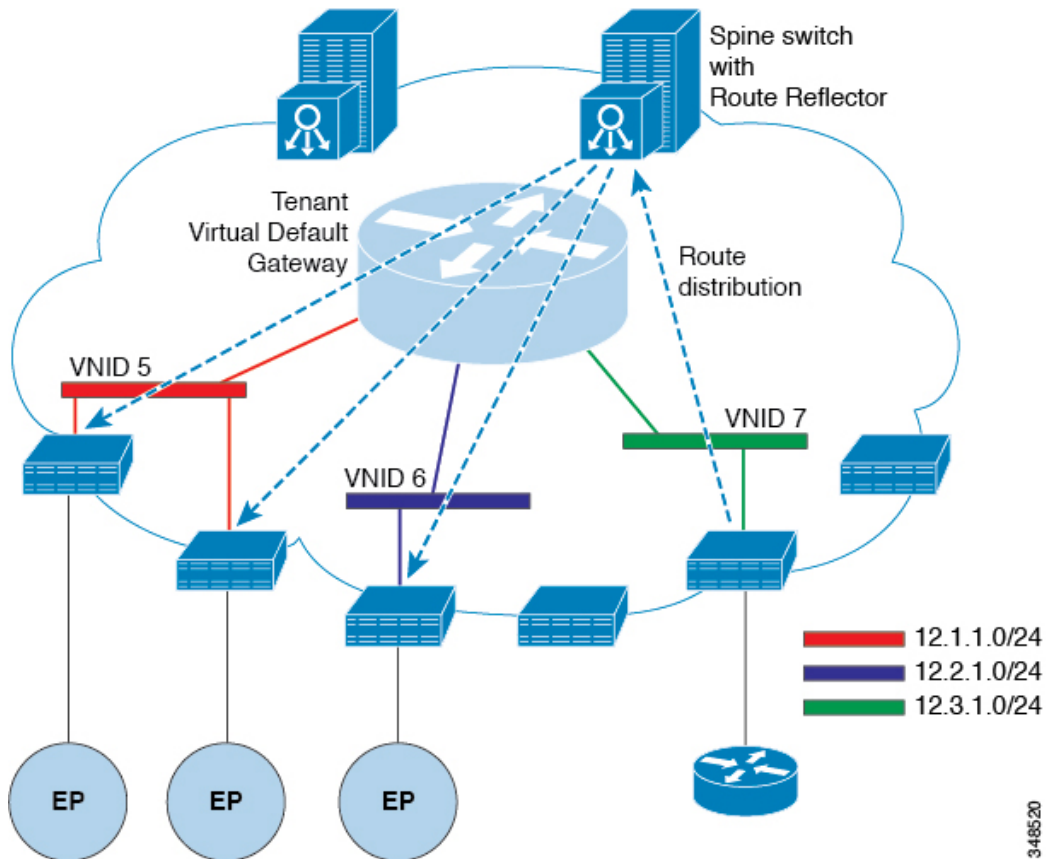 Spine switch
with
Route Reflector
Tenant
Virtual Default
Gateway
Route
distribution
VNID 5
VNID 7
VNID 6
12.1.1.0/24
12.2.1.0/24
12.3.1.0/24
EP
EP
EP
348520